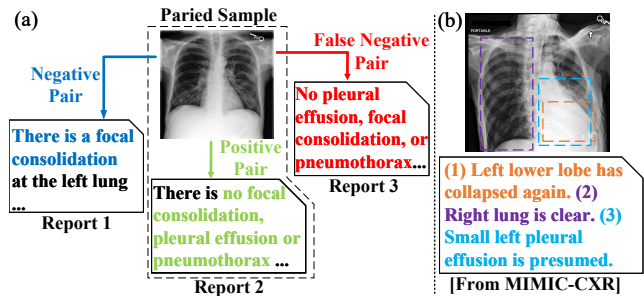 (a)
Paried Sample
Negative
Pair
False Negative
Pair
Positive
Pair
There is a focal
consolidation
at the left lung
...
Report 1
There is no focal
consolidation,
pleural effusion or
pneumothorax ...
Report 2
No pleural
effusion, focal
consolidation, or
pneumothorax...
Report 3
(b)
PORTABLE
(1) Left lower lobe has
collapsed again. (2)
Right lung is clear. (3)
Small left pleural
effusion is presumed.
[From MIMIC-CXR]